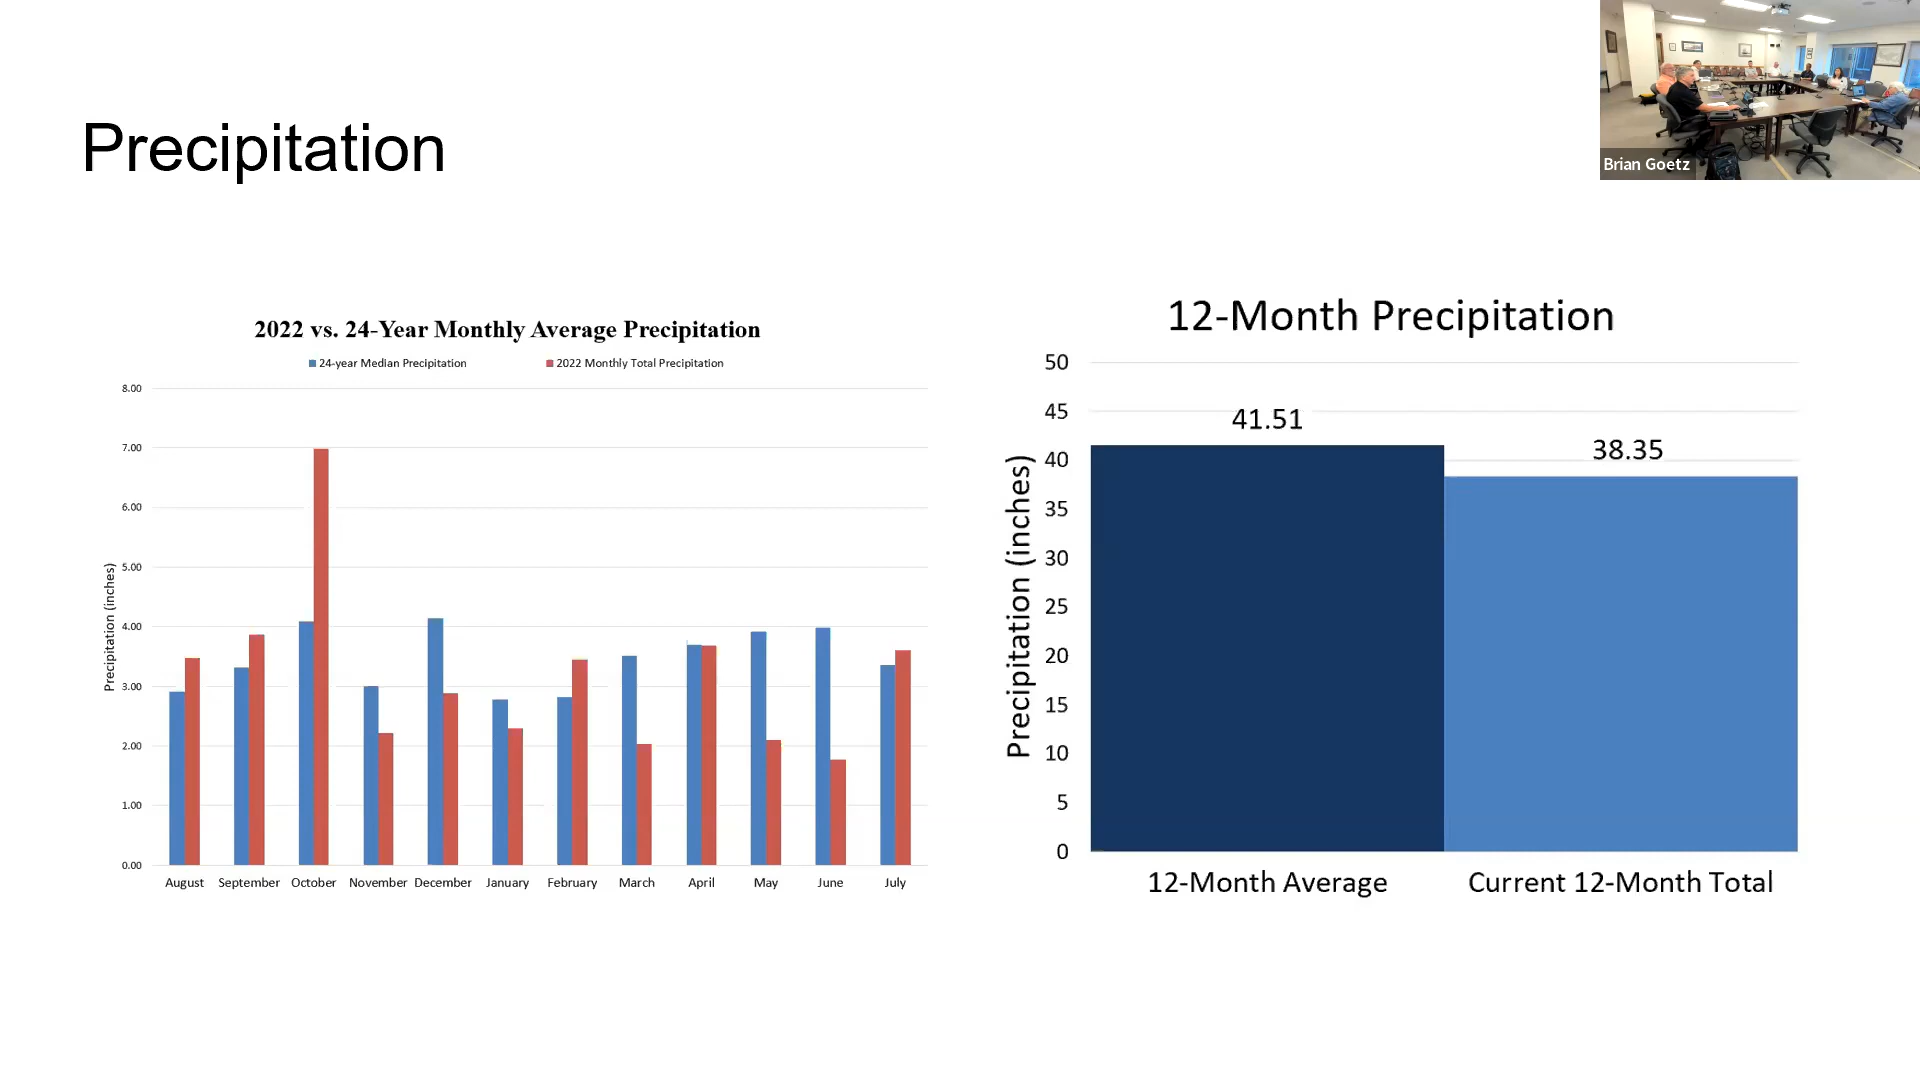 Precipitation
Brian Goetz
2022 vs. 24-Year Monthly Average Precipitation
24-year Median Precipitation 2022 Monthly Total Precipitation
Precipitation (inches)
8.00
7.00
6.00
5.00
4.00
3.00
2.00
1.00
0.00
August September October November December January February March April May June July
12-Month Precipitation
Precipitation (inches)
50
45
40
35
30
25
20
15
10
5
0
41.51
38.35
12-Month Average Current 12-Month Total